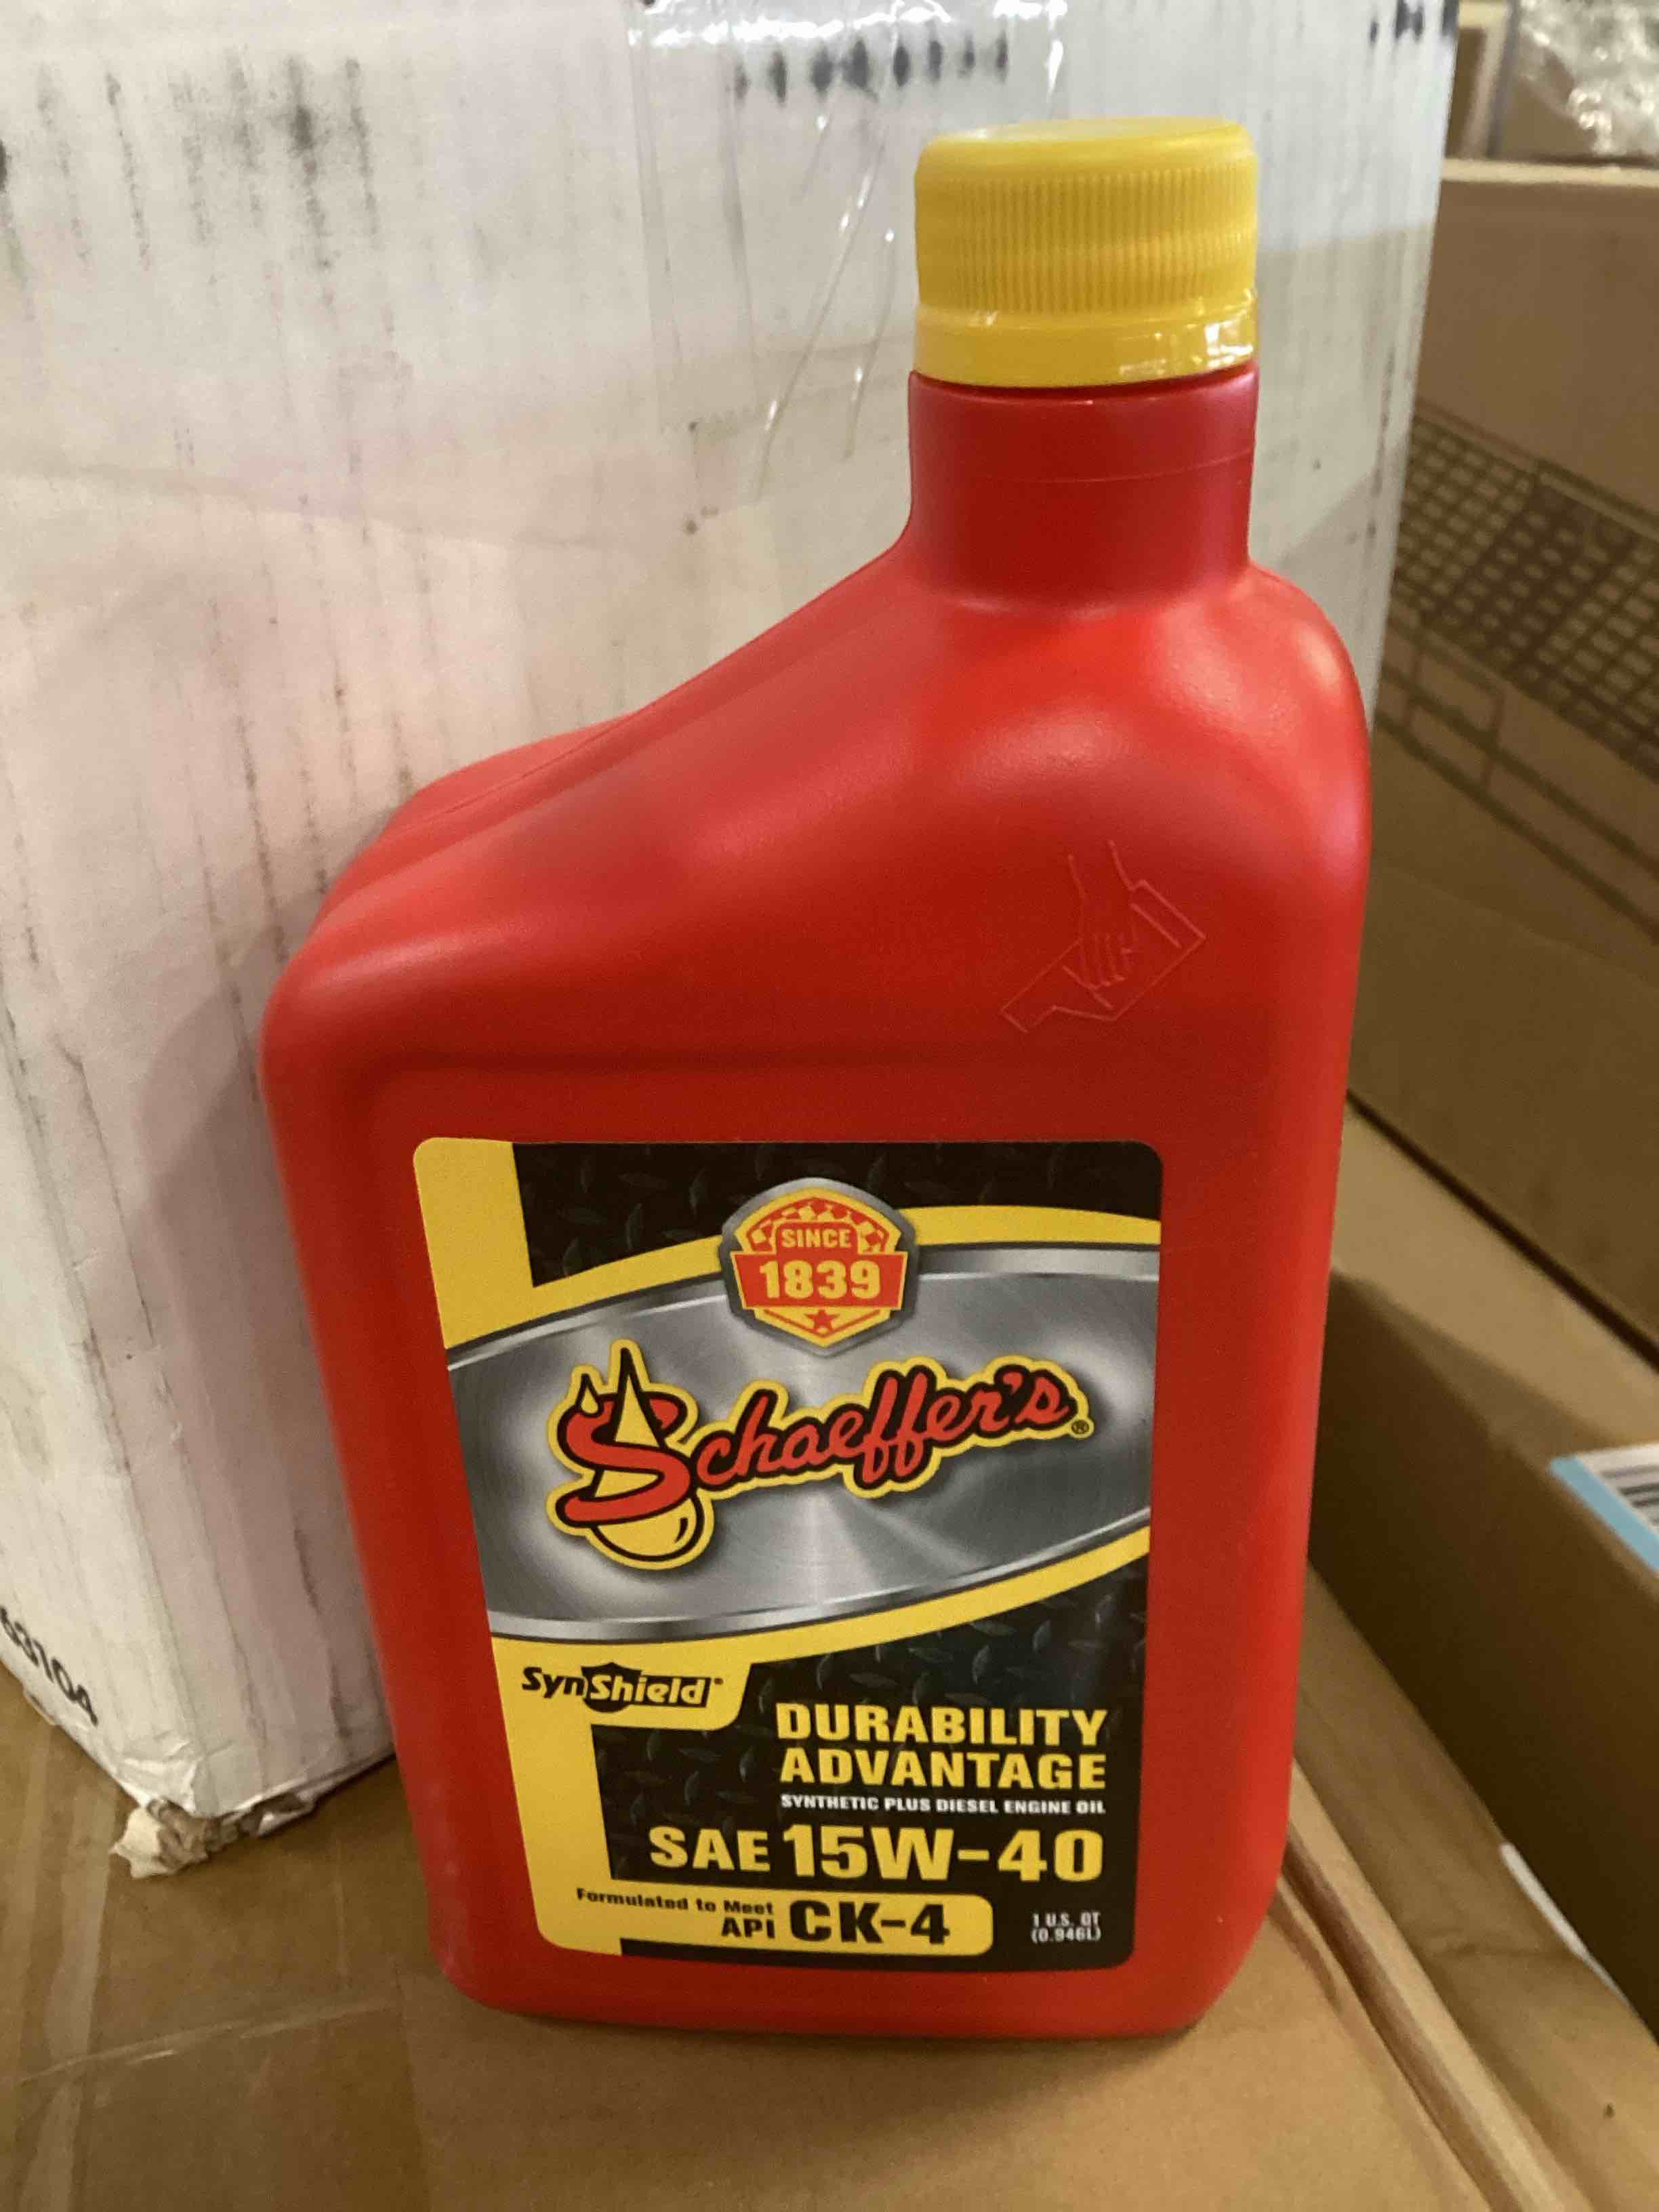 SINCE
1839
Schaeffer's®
SynShield
DURABILITY
ADVANTAGE
SYNTHETIC PLUS DIESEL ENGINE OIL
SAE 15W-40
Formulated to Meet
API CK-4
1 U.S. QT
(0.946L)
63104